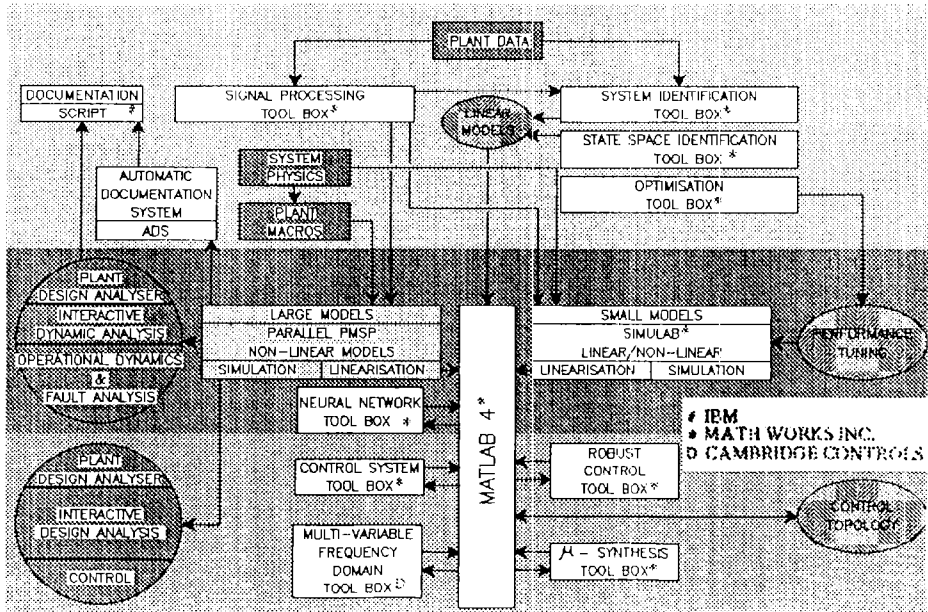 PLANT DATA
DOCUMENTATION
SCRIPT #
SIGNAL PROCESSING
TOOL BOX *
LINEAR
MODELS
SYSTEM IDENTIFICATION
TOOL BOX *
STATE SPACE IDENTIFICATION
TOOL BOX *
OPTIMISATION
TOOL BOX *
SYSTEM
PHYSICS
AUTOMATIC
DOCUMENTATION
SYSTEM
ADS
PLANT
MACROS
PLANT
DESIGN ANALYSER
INTERACTIVE
DYNAMIC ANALYSIS
OPERATIONAL DYNAMICS
&
FAULT ANALYSIS
LARGE MODELS
PARALLEL PMSP
NON-LINEAR MODELS
SIMULATION
LINEARISATION
SMALL MODELS
SIMULAB *
LINEAR/NON-LINEAR
LINEARISATION
SIMULATION
PERFORMANCE
TUNING
MATLAB 4 *
NEURAL NETWORK
TOOL BOX *
# IBM
* MATH WORKS INC.
D CAMBRIDGE CONTROLS
PLANT
DESIGN ANALYSER
INTERACTIVE
DESIGN ANALYSIS
CONTROL
CONTROL SYSTEM
TOOL BOX *
ROBUST
CONTROL
TOOL BOX *
CONTROL
TOPOLOGY
MULTI-VARIABLE
FREQUENCY
DOMAIN
TOOL BOX D
μ - SYNTHESIS
TOOL BOX *